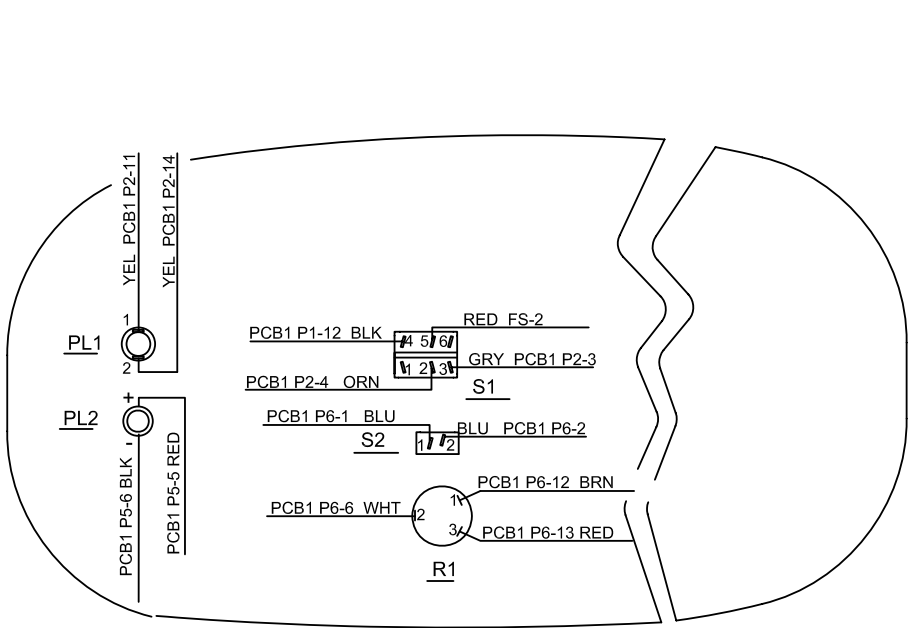 YEL PCB1 P2-11
YEL PCB1 P2-14
1
PL1
2
PCB1 P1-12 BLK
RED FS-2
4 5 6
1 2 3
GRY PCB1 P2-3
PCB1 P2-4 ORN
S1
+
PL2
-
PCB1 P5-6 BLK
PCB1 P5-5 RED
PCB1 P6-1 BLU
S2
1 2
BLU PCB1 P6-2
PCB1 P6-12 BRN
1
PCB1 P6-6 WHT
2
3
PCB1 P6-13 RED
R1